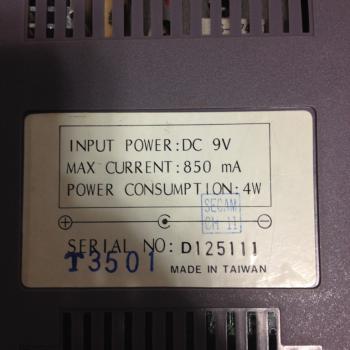 INPUT POWER:DC 9V
MAX CURRENT:850 mA
POWER CONSUMPTION:4W
SECAM
CH 11
SERIAL NO: D125111
T3501
MADE IN TAIWAN